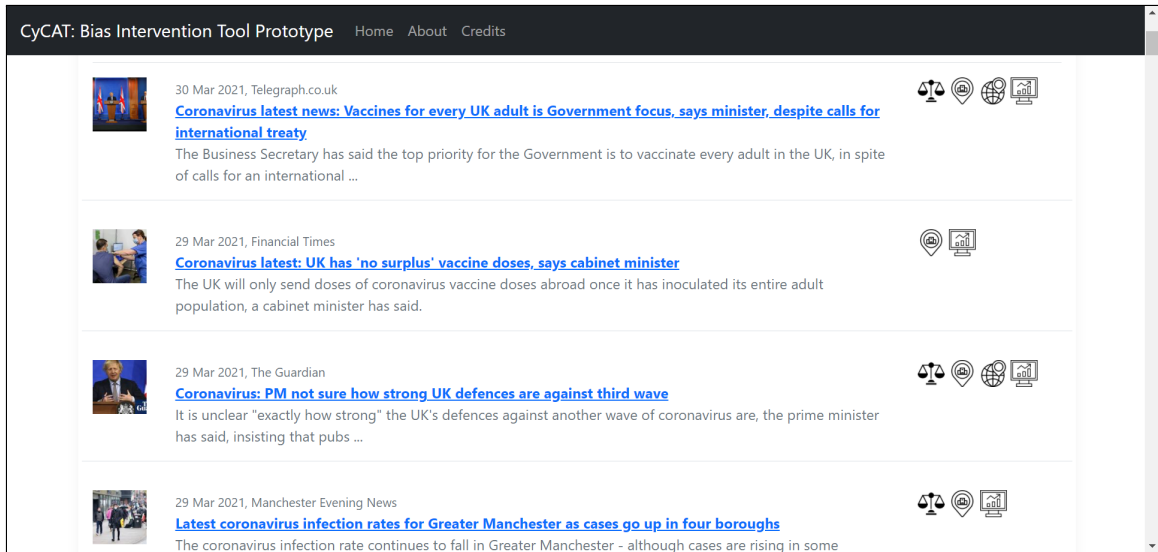 CyCAT: Bias Intervention Tool Prototype Home About Credits
30 Mar 2021, Telegraph.co.uk
Coronavirus latest news: Vaccines for every UK adult is Government focus, says minister, despite calls for
international treaty
The Business Secretary has said the top priority for the Government is to vaccinate every adult in the UK, in spite
of calls for an international ...
29 Mar 2021, Financial Times
Coronavirus latest: UK has 'no surplus' vaccine doses, says cabinet minister
The UK will only send doses of coronavirus vaccine doses abroad once it has inoculated its entire adult
population, a cabinet minister has said.
29 Mar 2021, The Guardian
Coronavirus: PM not sure how strong UK defences are against third wave
It is unclear "exactly how strong" the UK's defences against another wave of coronavirus are, the prime minister
has said, insisting that pubs ...
29 Mar 2021, Manchester Evening News
Latest coronavirus infection rates for Greater Manchester as cases go up in four boroughs
The coronavirus infection rate continues to fall in Greater Manchester - although cases are rising in some